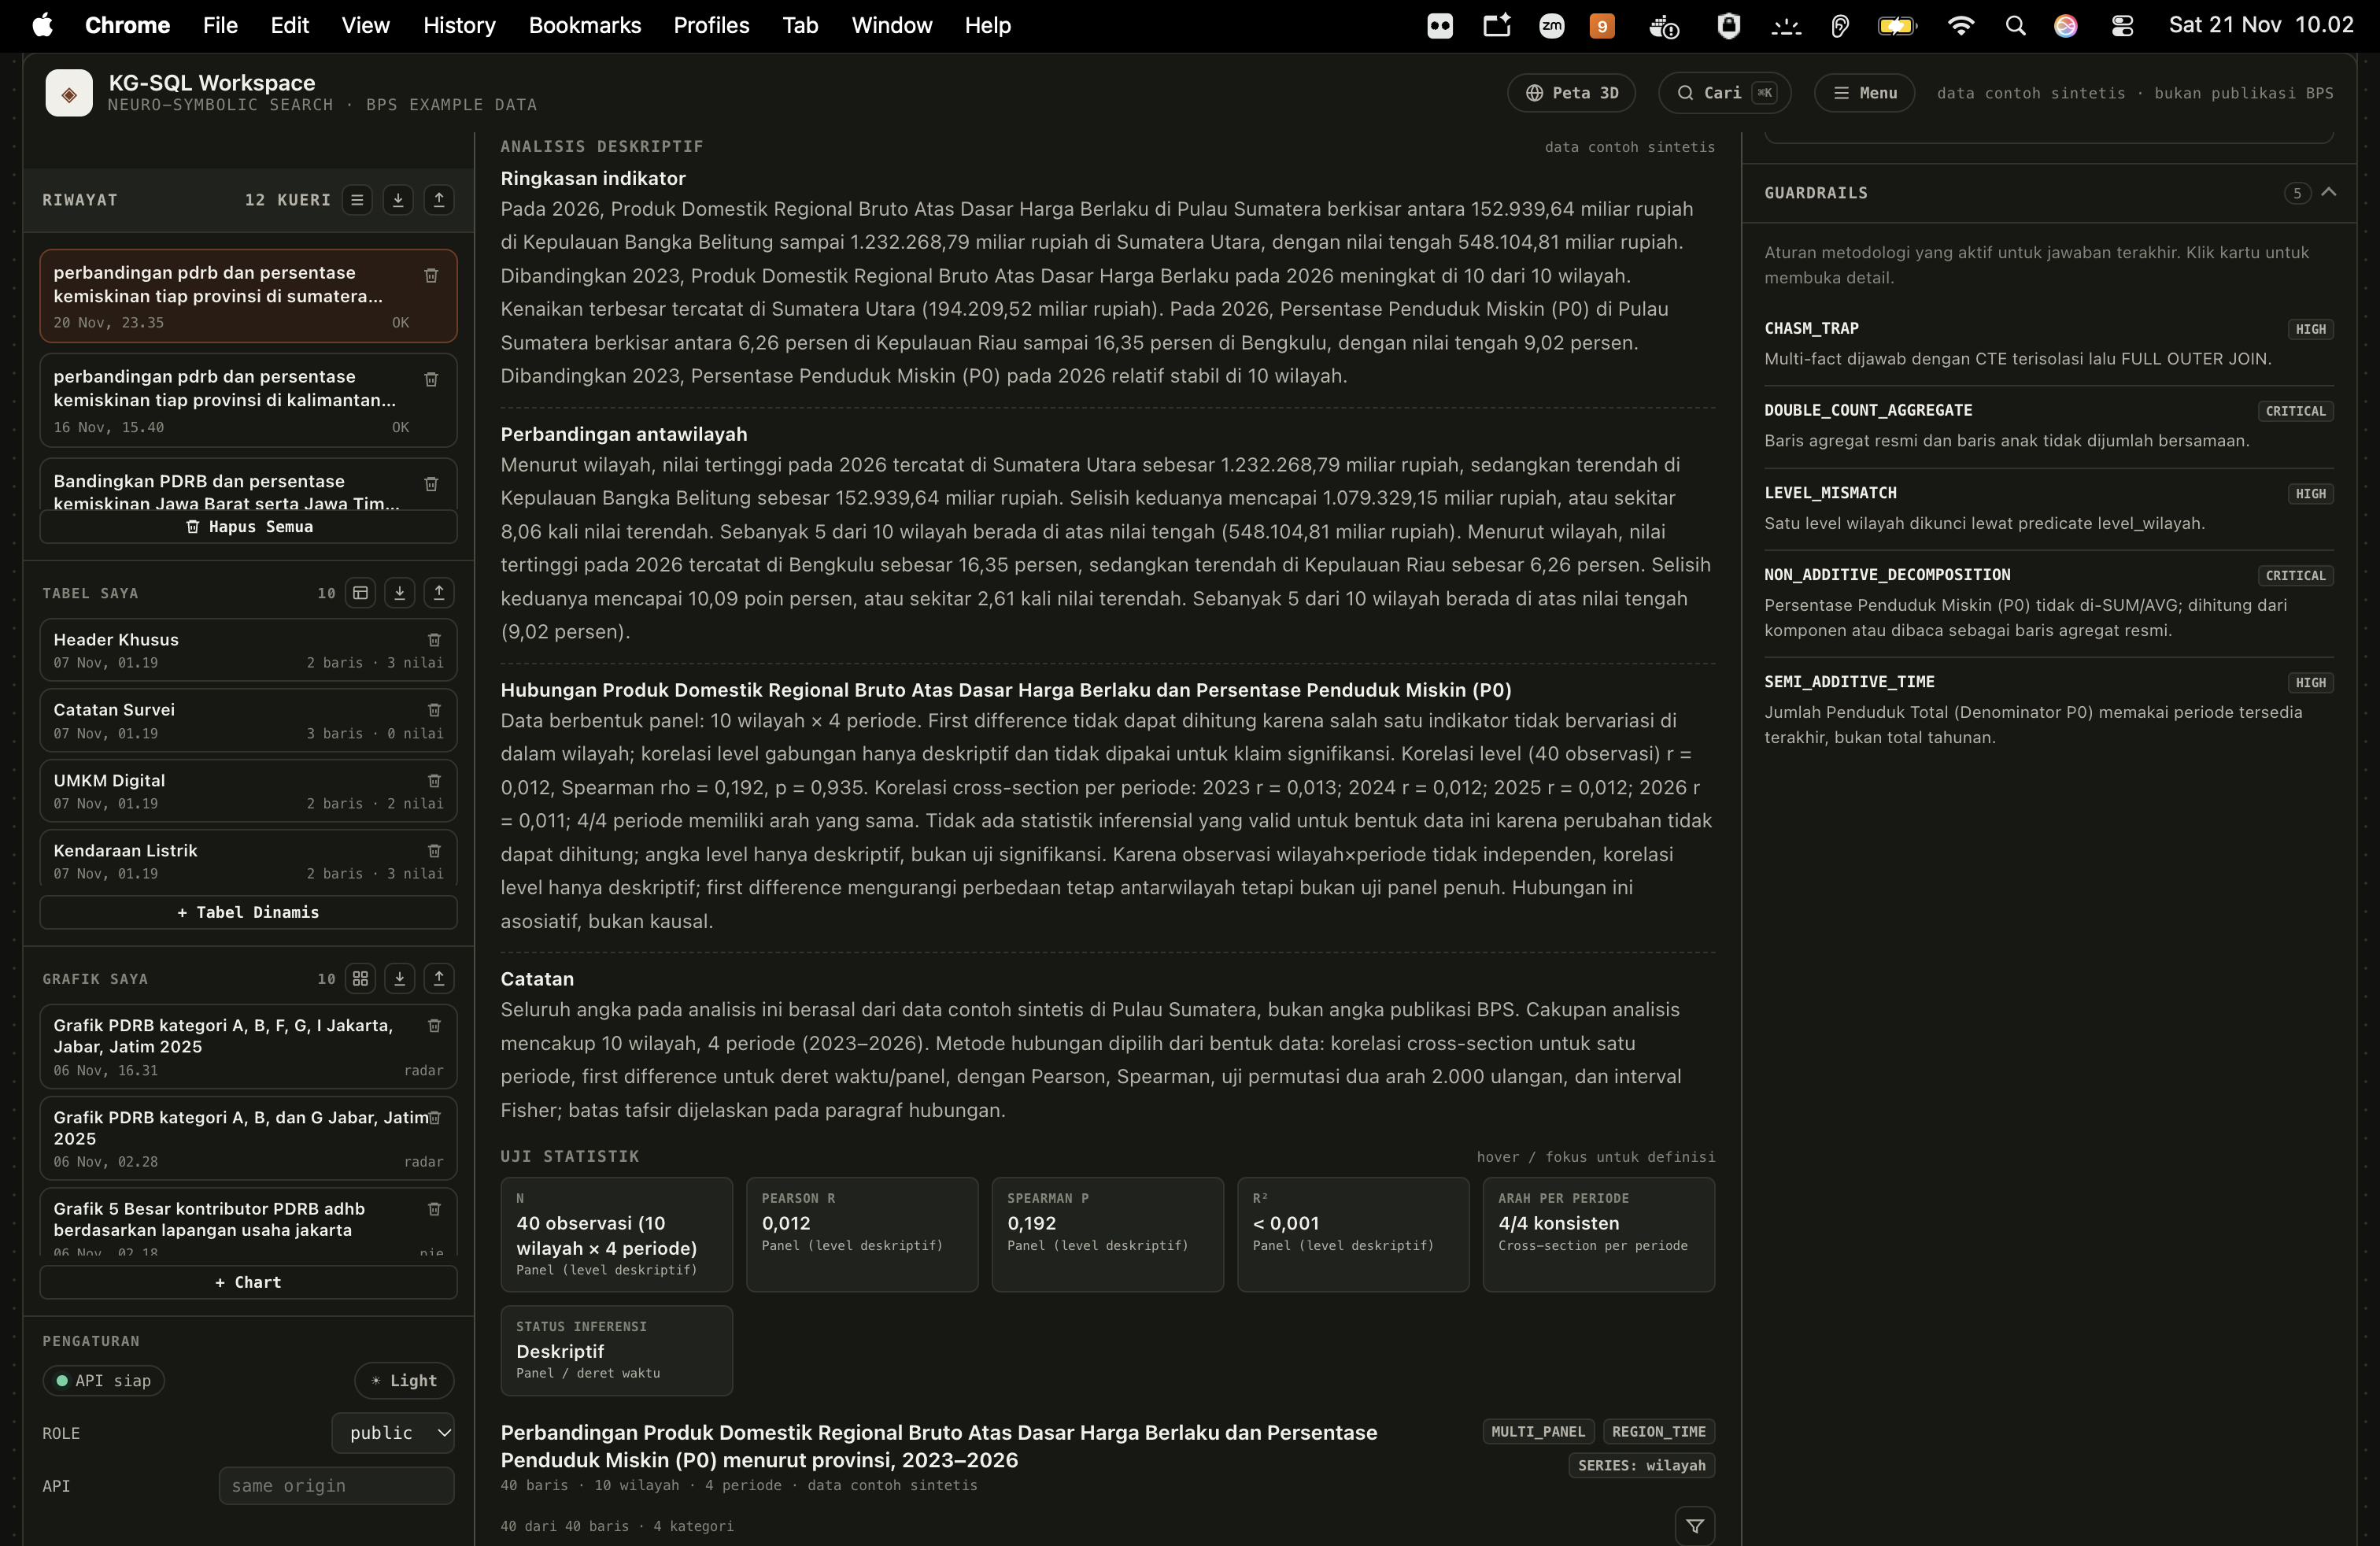 Chrome File Edit View History Bookmarks Profiles Tab Window Help zm 9 Sat 21 Nov 10.02
KG-SQL Workspace
NEURO-SYMBOLIC SEARCH · BPS EXAMPLE DATA
Peta 3D
Cari ⌘K
Menu
data contoh sintetis · bukan publikasi BPS
RIWAYAT 12 KUERI
perbandingan pdrb dan persentase
kemiskinan tiap provinsi di sumatera...
20 Nov, 23.35 OK
perbandingan pdrb dan persentase
kemiskinan tiap provinsi di kalimantan...
16 Nov, 15.40 OK
Bandingkan PDRB dan persentase
kemiskinan Jawa Barat serta Jawa Tim...
Hapus Semua
TABEL SAYA 10
Header Khusus
07 Nov, 01.19 2 baris · 3 nilai
Catatan Survei
07 Nov, 01.19 3 baris · 0 nilai
UMKM Digital
07 Nov, 01.19 2 baris · 2 nilai
Kendaraan Listrik
07 Nov, 01.19 2 baris · 3 nilai
+ Tabel Dinamis
GRAFIK SAYA 10
Grafik PDRB kategori A, B, F, G, I Jakarta,
Jabar, Jatim 2025
06 Nov, 16.31 radar
Grafik PDRB kategori A, B, dan G Jabar, Jatim
2025
06 Nov, 02.28 radar
Grafik 5 Besar kontributor PDRB adhb
berdasarkan lapangan usaha jakarta
06 Nov, 02.18 pie
+ Chart
PENGATURAN
API siap
Light
ROLE public
API same origin
ANALISIS DESKRIPTIF data contoh sintetis
Ringkasan indikator
Pada 2026, Produk Domestik Regional Bruto Atas Dasar Harga Berlaku di Pulau Sumatera berkisar antara 152.939,64 miliar rupiah
di Kepulauan Bangka Belitung sampai 1.232.268,79 miliar rupiah di Sumatera Utara, dengan nilai tengah 548.104,81 miliar rupiah.
Dibandingkan 2023, Produk Domestik Regional Bruto Atas Dasar Harga Berlaku pada 2026 meningkat di 10 dari 10 wilayah.
Kenaikan terbesar tercatat di Sumatera Utara (194.209,52 miliar rupiah). Pada 2026, Persentase Penduduk Miskin (P0) di Pulau
Sumatera berkisar antara 6,26 persen di Kepulauan Riau sampai 16,35 persen di Bengkulu, dengan nilai tengah 9,02 persen.
Dibandingkan 2023, Persentase Penduduk Miskin (P0) pada 2026 relatif stabil di 10 wilayah.
Perbandingan antawilayah
Menurut wilayah, nilai tertinggi pada 2026 tercatat di Sumatera Utara sebesar 1.232.268,79 miliar rupiah, sedangkan terendah di
Kepulauan Bangka Belitung sebesar 152.939,64 miliar rupiah. Selisih keduanya mencapai 1.079.329,15 miliar rupiah, atau sekitar
8,06 kali nilai terendah. Sebanyak 5 dari 10 wilayah berada di atas nilai tengah (548.104,81 miliar rupiah). Menurut wilayah, nilai
tertinggi pada 2026 tercatat di Bengkulu sebesar 16,35 persen, sedangkan terendah di Kepulauan Riau sebesar 6,26 persen. Selisih
keduanya mencapai 10,09 poin persen, atau sekitar 2,61 kali nilai terendah. Sebanyak 5 dari 10 wilayah berada di atas nilai tengah
(9,02 persen).
Hubungan Produk Domestik Regional Bruto Atas Dasar Harga Berlaku dan Persentase Penduduk Miskin (P0)
Data berbentuk panel: 10 wilayah × 4 periode. First difference tidak dapat dihitung karena salah satu indikator tidak bervariasi di
dalam wilayah; korelasi level gabungan hanya deskriptif dan tidak dipakai untuk klaim signifikansi. Korelasi level (40 observasi) r =
0,012, Spearman rho = 0,192, p = 0,935. Korelasi cross-section per periode: 2023 r = 0,013; 2024 r = 0,012; 2025 r = 0,012; 2026 r
= 0,011; 4/4 periode memiliki arah yang sama. Tidak ada statistik inferensial yang valid untuk bentuk data ini karena perubahan tidak
dapat dihitung; angka level hanya deskriptif, bukan uji signifikansi. Karena observasi wilayah×periode tidak independen, korelasi
level hanya deskriptif; first difference mengurangi perbedaan tetap antarwilayah tetapi bukan uji panel penuh. Hubungan ini
asosiatif, bukan kausal.
Catatan
Seluruh angka pada analisis ini berasal dari data contoh sintetis di Pulau Sumatera, bukan angka publikasi BPS. Cakupan analisis
mencakup 10 wilayah, 4 periode (2023–2026). Metode hubungan dipilih dari bentuk data: korelasi cross-section untuk satu
periode, first difference untuk deret waktu/panel, dengan Pearson, Spearman, uji permutasi dua arah 2.000 ulangan, dan interval
Fisher; batas tafsir dijelaskan pada paragraf hubungan.
UJI STATISTIK hover / fokus untuk definisi
N
40 observasi (10
wilayah × 4 periode)
Panel (level deskriptif)
PEARSON R
0,012
Panel (level deskriptif)
SPEARMAN Ρ
0,192
Panel (level deskriptif)
R²
< 0,001
Panel (level deskriptif)
ARAH PER PERIODE
4/4 konsisten
Cross-section per periode
STATUS INFERENSI
Deskriptif
Panel / deret waktu
Perbandingan Produk Domestik Regional Bruto Atas Dasar Harga Berlaku dan Persentase
Penduduk Miskin (P0) menurut provinsi, 2023–2026
40 baris · 10 wilayah · 4 periode · data contoh sintetis
MULTI_PANEL REGION_TIME
SERIES: wilayah
40 dari 40 baris · 4 kategori
GUARDRAILS 5
Aturan metodologi yang aktif untuk jawaban terakhir. Klik kartu untuk
membuka detail.
CHASM_TRAP HIGH
Multi-fact dijawab dengan CTE terisolasi lalu FULL OUTER JOIN.
DOUBLE_COUNT_AGGREGATE CRITICAL
Baris agregat resmi dan baris anak tidak dijumlah bersamaan.
LEVEL_MISMATCH HIGH
Satu level wilayah dikunci lewat predicate level_wilayah.
NON_ADDITIVE_DECOMPOSITION CRITICAL
Persentase Penduduk Miskin (P0) tidak di-SUM/AVG; dihitung dari
komponen atau dibaca sebagai baris agregat resmi.
SEMI_ADDITIVE_TIME HIGH
Jumlah Penduduk Total (Denominator P0) memakai periode tersedia
terakhir, bukan total tahunan.